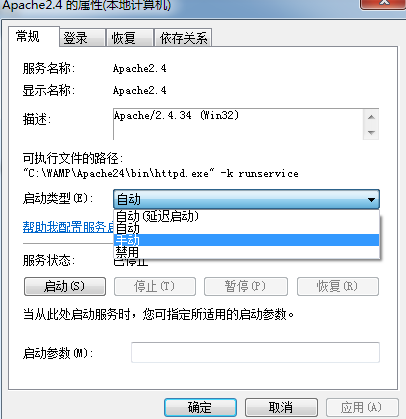 Apache2.4 的属性(本地计算机)
常规 登录 恢复 依存关系
服务名称: Apache2.4
显示名称: Apache2.4
描述: Apache/2.4.34 (Win32)
可执行文件的路径:
"C:\WAMP\Apache24\bin\httpd.exe" -k runservice
启动类型(E): 自动
自动(延迟启动)
自动
手动
禁用
帮助我配置服务
服务状态: 已停止
启动(S) 停止(T) 暂停(P) 恢复(R)
当从此处启动服务时，您可指定所适用的启动参数。
启动参数(M):
确定 取消 应用(A)